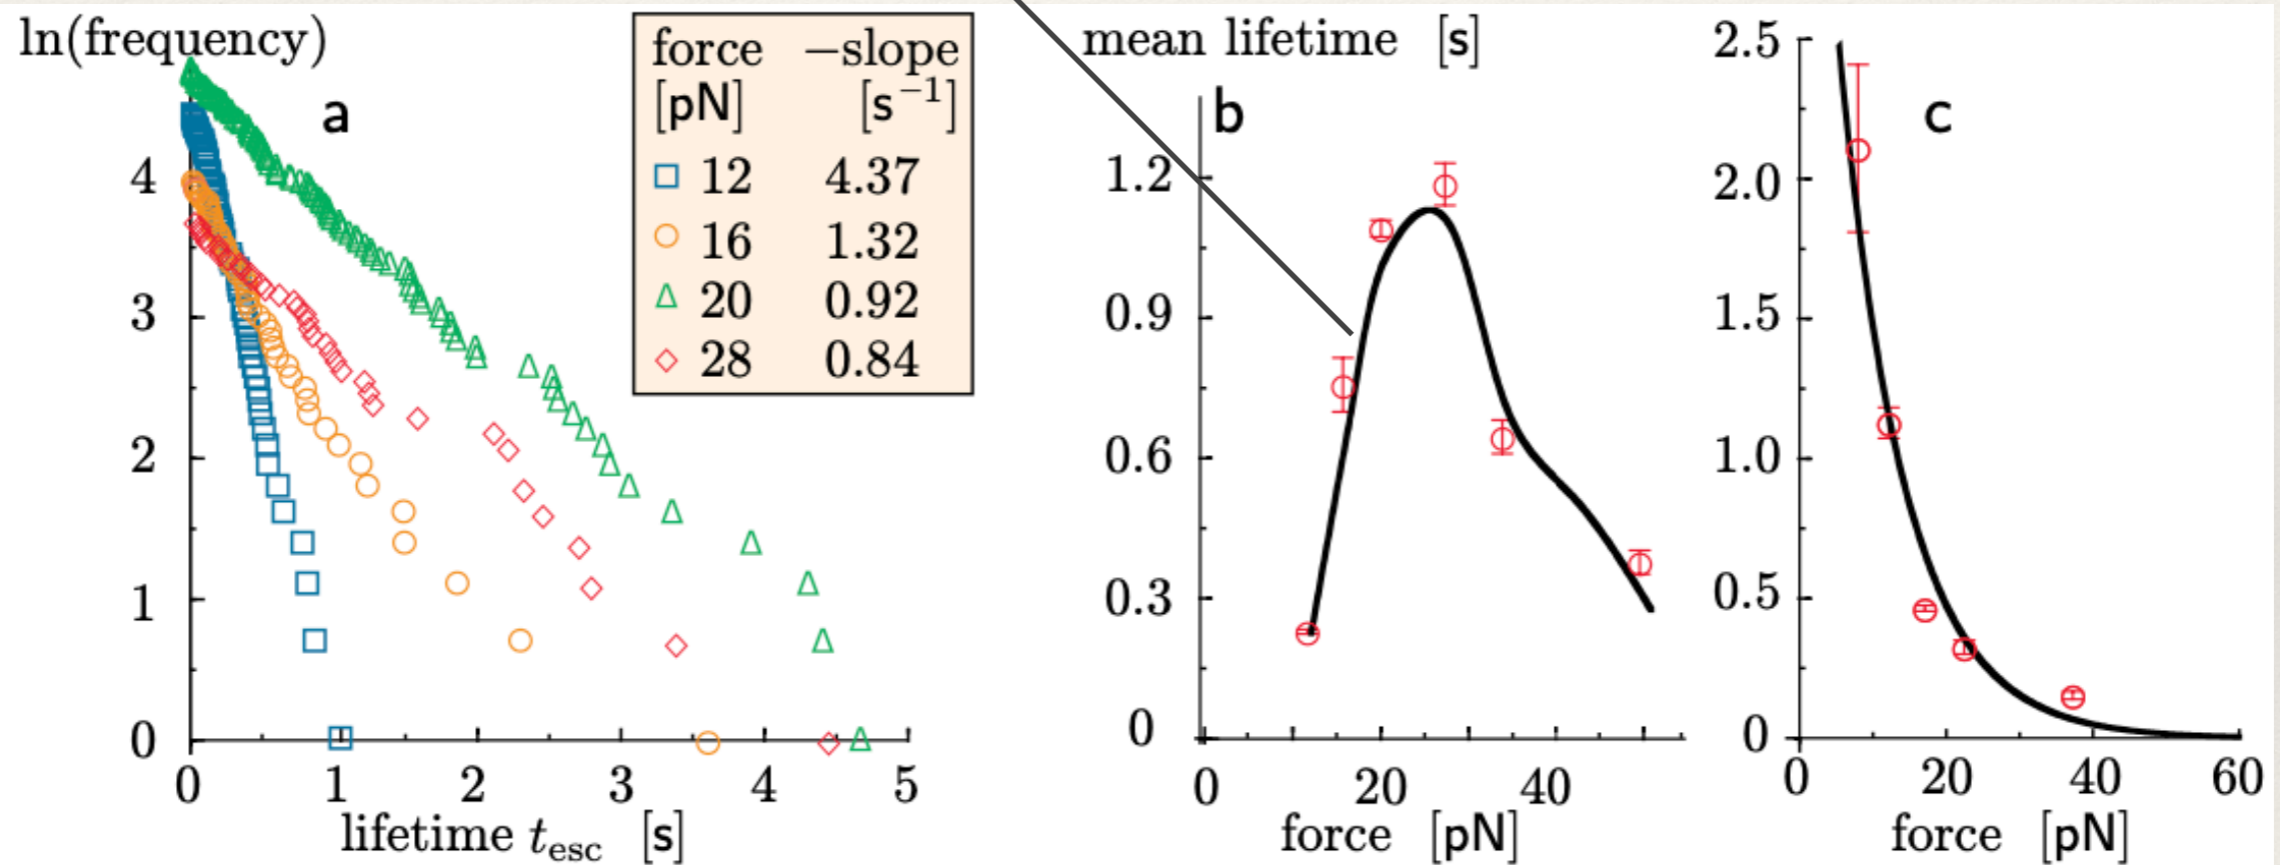 ln(frequency)
a
force −slope
[pN] [s⁻¹]
12 4.37
16 1.32
20 0.92
28 0.84
4
3
2
1
0
0 1 2 3 4 5
lifetime tesc [s]
mean lifetime [s]
b
1.2
0.9
0.6
0.3
0
0 20 40
force [pN]
c
2.5
2.0
1.5
1.0
0.5
0
0 20 40 60
force [pN]